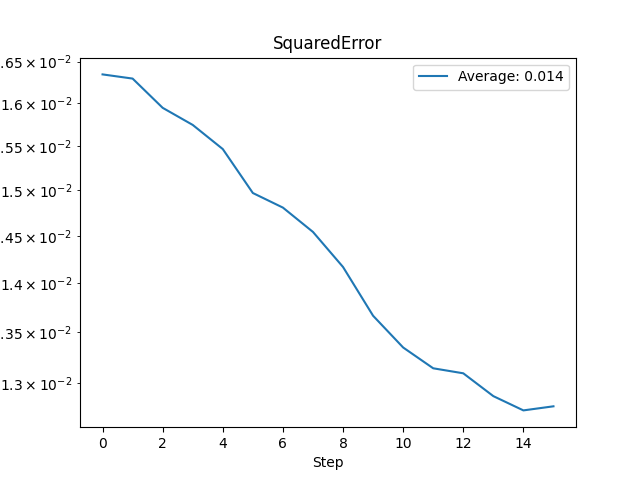 SquaredError
Average: 0.014
.65 × 10⁻²
1.6 × 10⁻²
.55 × 10⁻²
1.5 × 10⁻²
.45 × 10⁻²
1.4 × 10⁻²
.35 × 10⁻²
1.3 × 10⁻²
0 2 4 6 8 10 12 14
Step